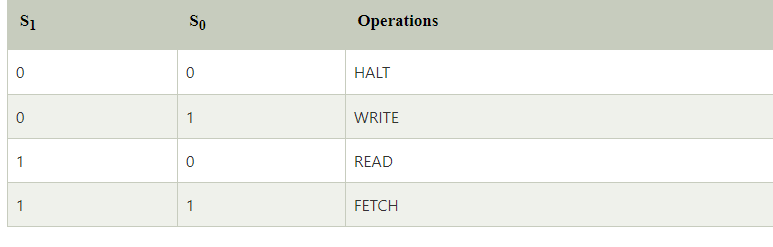 S1 S0 Operations
0 0 HALT
0 1 WRITE
1 0 READ
1 1 FETCH